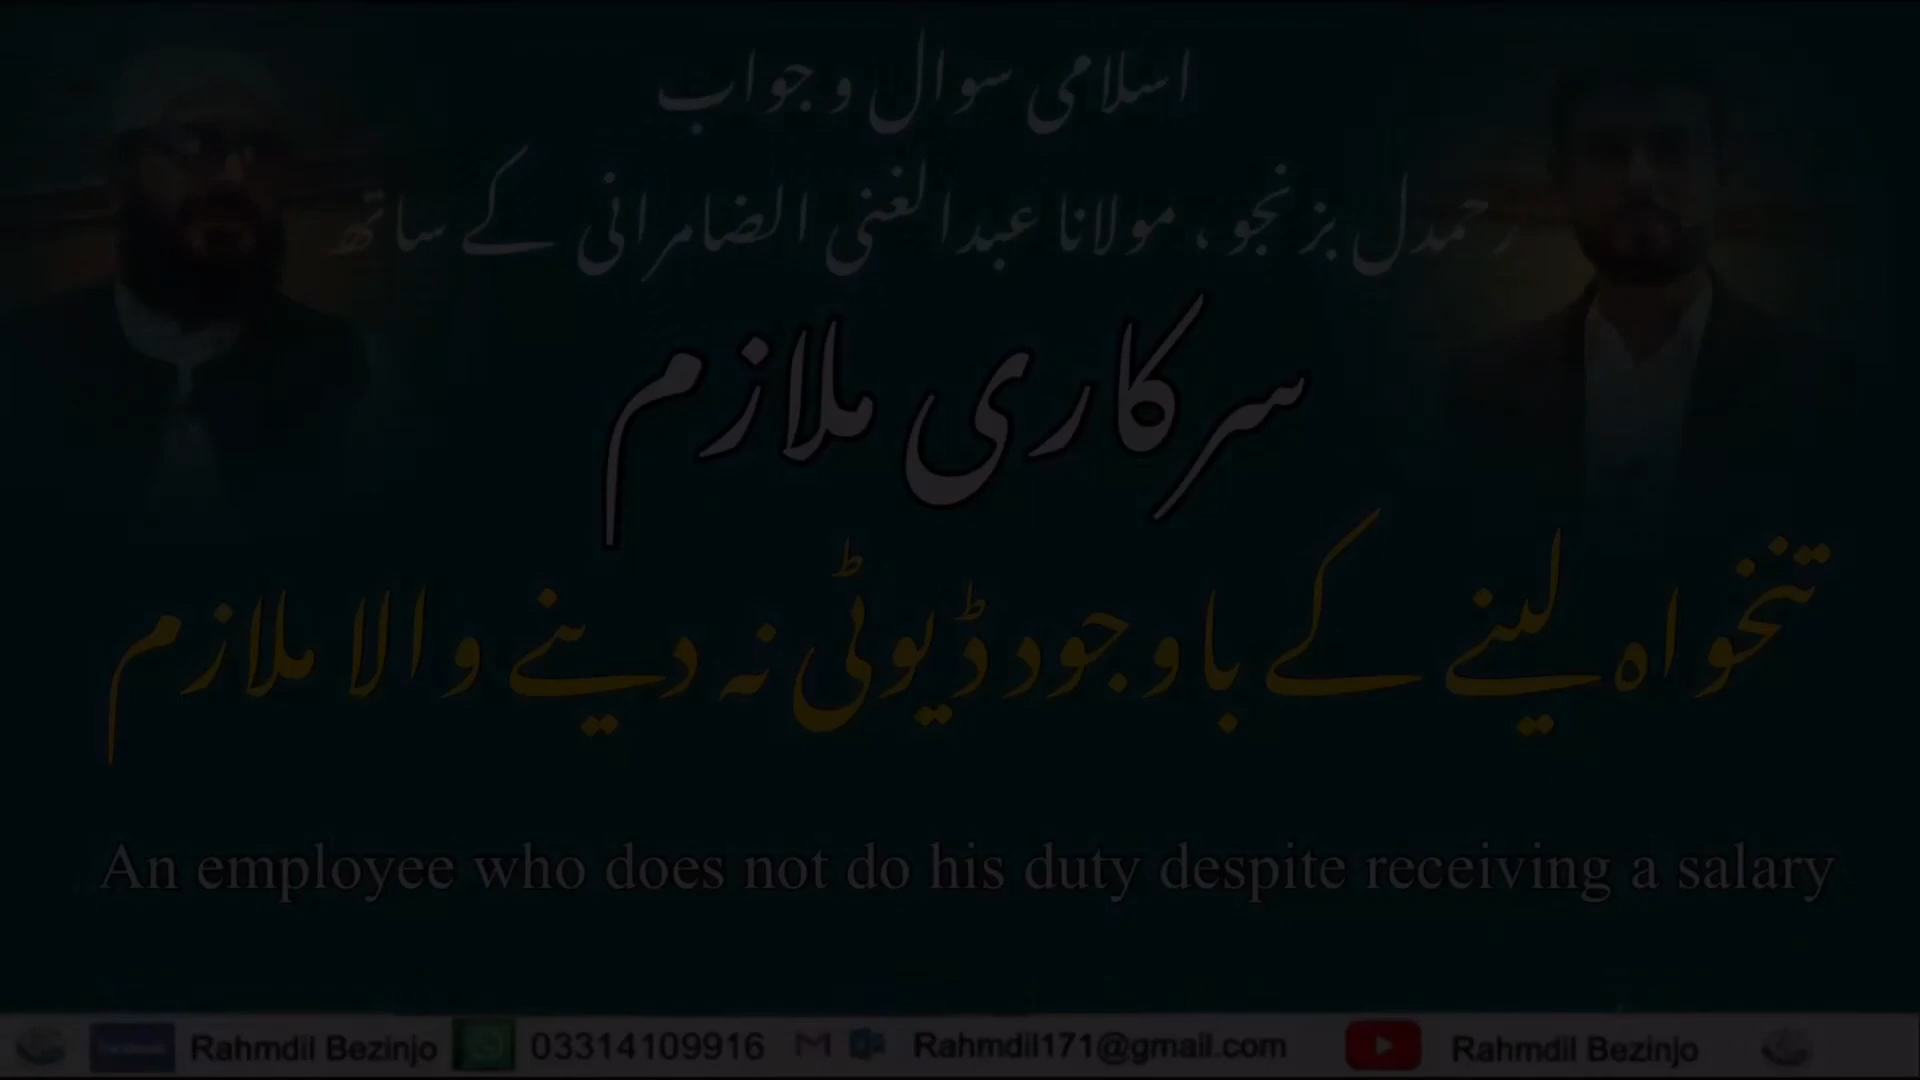 اسلامی سوال و جواب
رحمدل بزنجو، مولانا عبدالغنی الضامرانی کے ساتھ
سرکاری ملازم
تنخواہ لینے کے باوجود ڈیوٹی نہ دینے والا ملازم
An employee who does not do his duty despite receiving a salary
Rahmdil Bezinjo 03314109916 Rahmdil171@gmail.com Rahmdil Bezinjo